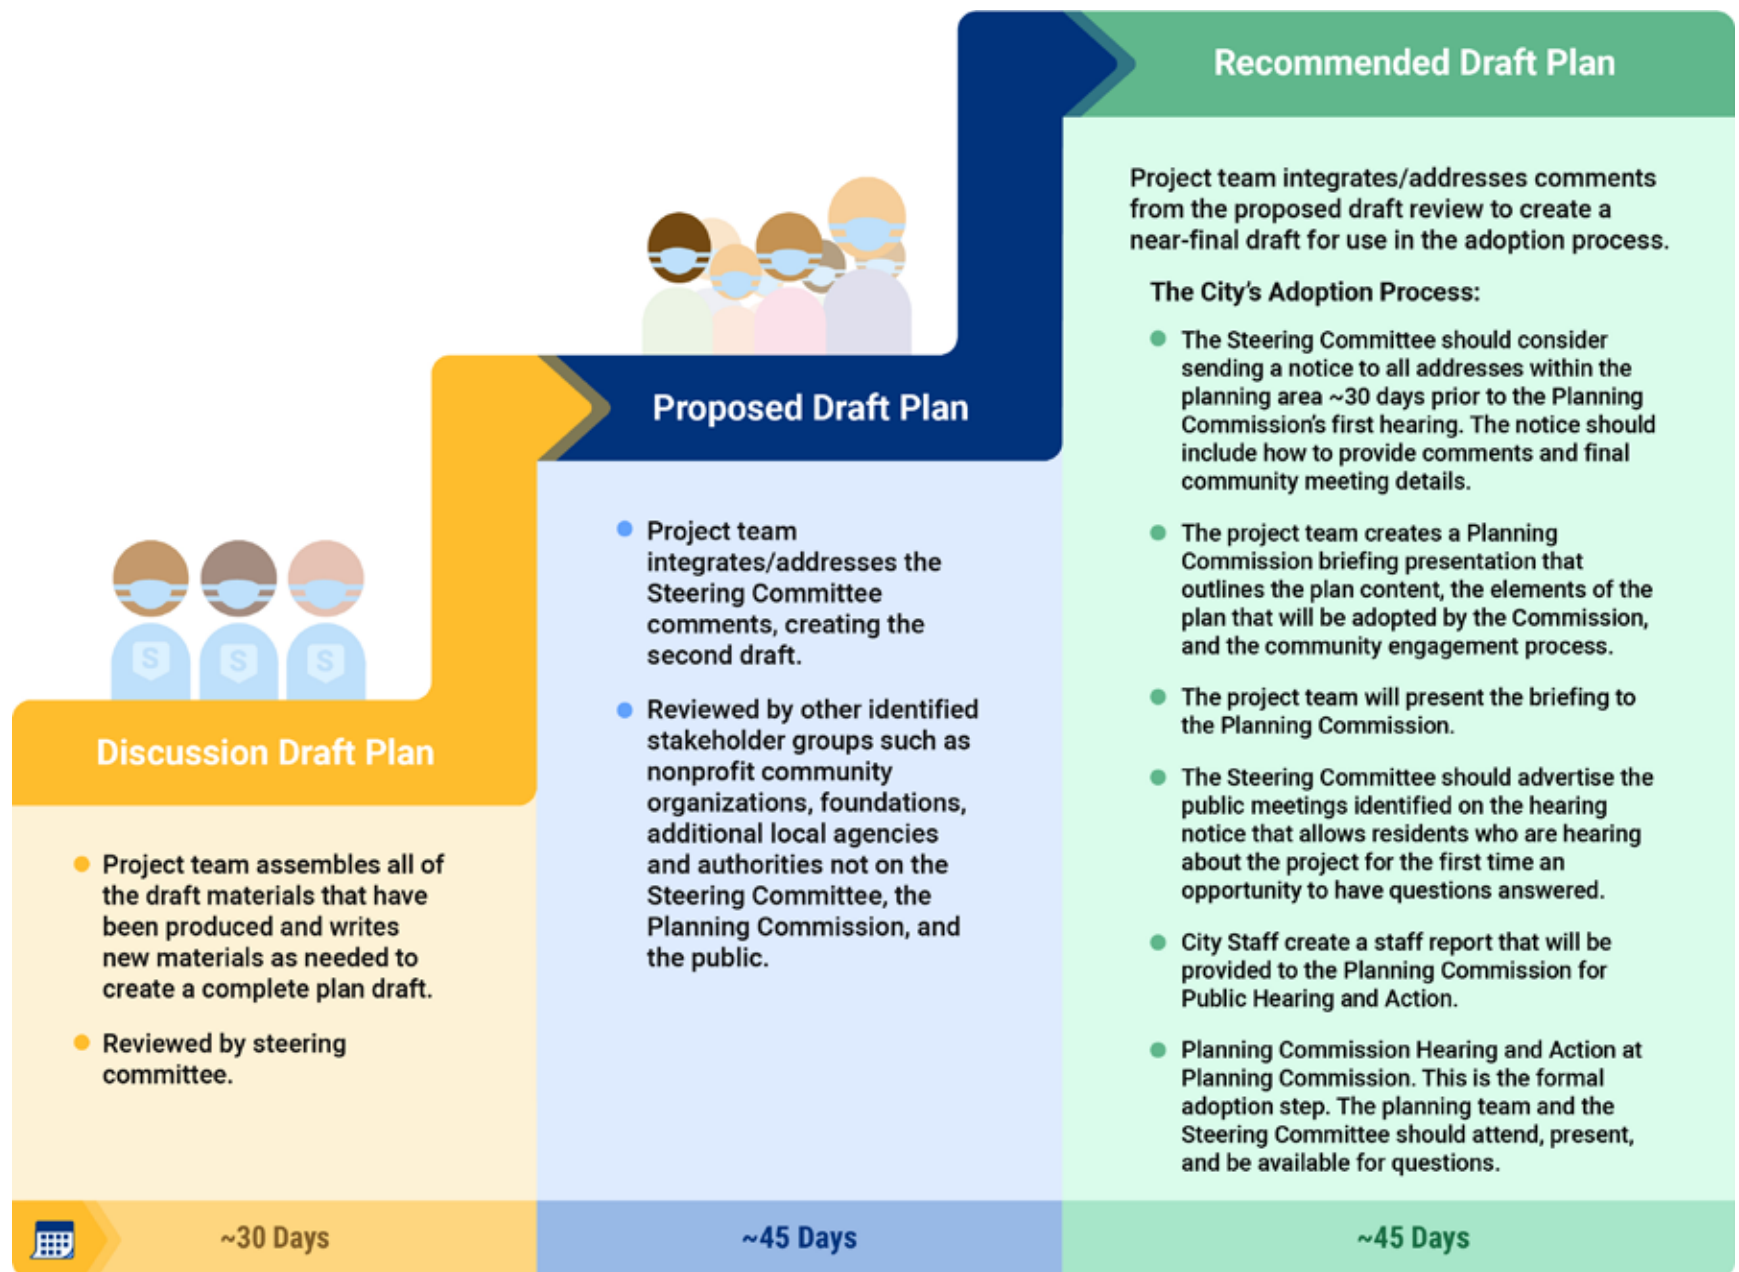 Recommended Draft Plan
Project team integrates/addresses comments
from the proposed draft review to create a
near-final draft for use in the adoption process.
The City's Adoption Process:
The Steering Committee should consider
sending a notice to all addresses within the
planning area ~30 days prior to the Planning
Commission's first hearing. The notice should
include how to provide comments and final
community meeting details.
The project team creates a Planning
Commission briefing presentation that
outlines the plan content, the elements of the
plan that will be adopted by the Commission,
and the community engagement process.
The project team will present the briefing to
the Planning Commission.
The Steering Committee should advertise the
public meetings identified on the hearing
notice that allows residents who are hearing
about the project for the first time an
opportunity to have questions answered.
City Staff create a staff report that will be
provided to the Planning Commission for
Public Hearing and Action.
Planning Commission Hearing and Action at
Planning Commission. This is the formal
adoption step. The planning team and the
Steering Committee should attend, present,
and be available for questions.
~45 Days
Proposed Draft Plan
Project team
integrates/addresses the
Steering Committee
comments, creating the
second draft.
Reviewed by other identified
stakeholder groups such as
nonprofit community
organizations, foundations,
additional local agencies
and authorities not on the
Steering Committee, the
Planning Commission, and
the public.
~45 Days
S S S
Discussion Draft Plan
Project team assembles all of
the draft materials that have
been produced and writes
new materials as needed to
create a complete plan draft.
Reviewed by steering
committee.
~30 Days